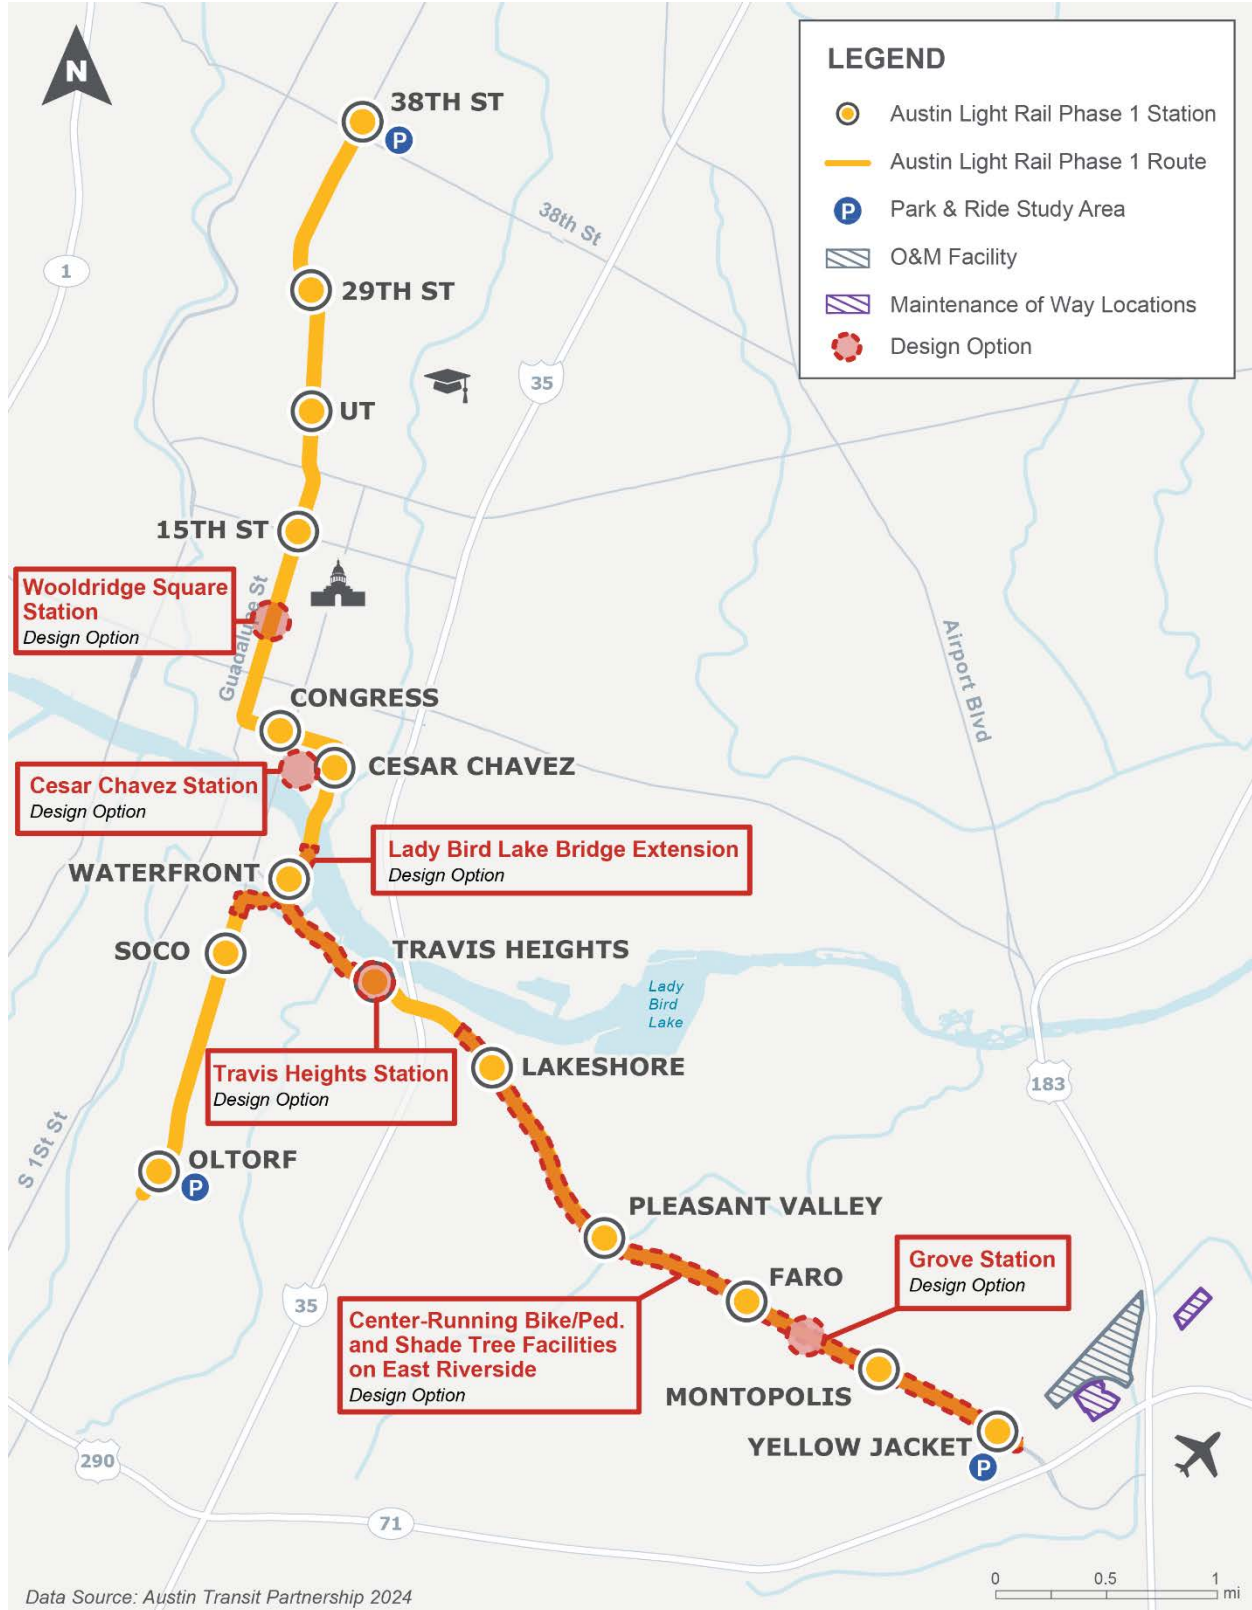 N
LEGEND
Austin Light Rail Phase 1 Station
Austin Light Rail Phase 1 Route
P
Park & Ride Study Area
O&M Facility
Maintenance of Way Locations
Design Option
38TH ST
P
38th St
1
29TH ST
35
UT
15TH ST
Wooldridge Square
Station
Design Option
Guadalupe St
Airport Blvd
CONGRESS
CESAR CHAVEZ
Cesar Chavez Station
Design Option
Lady Bird Lake Bridge Extension
Design Option
WATERFRONT
SOCO
TRAVIS HEIGHTS
Lady
Bird
Lake
Travis Heights Station
Design Option
LAKESHORE
183
S 1St St
OLTORF
P
PLEASANT VALLEY
FARO
Grove Station
Design Option
35
Center-Running Bike/Ped.
and Shade Tree Facilities
on East Riverside
Design Option
MONTOPOLIS
YELLOW JACKET
P
290
71
0 0.5 1
mi
Data Source: Austin Transit Partnership 2024